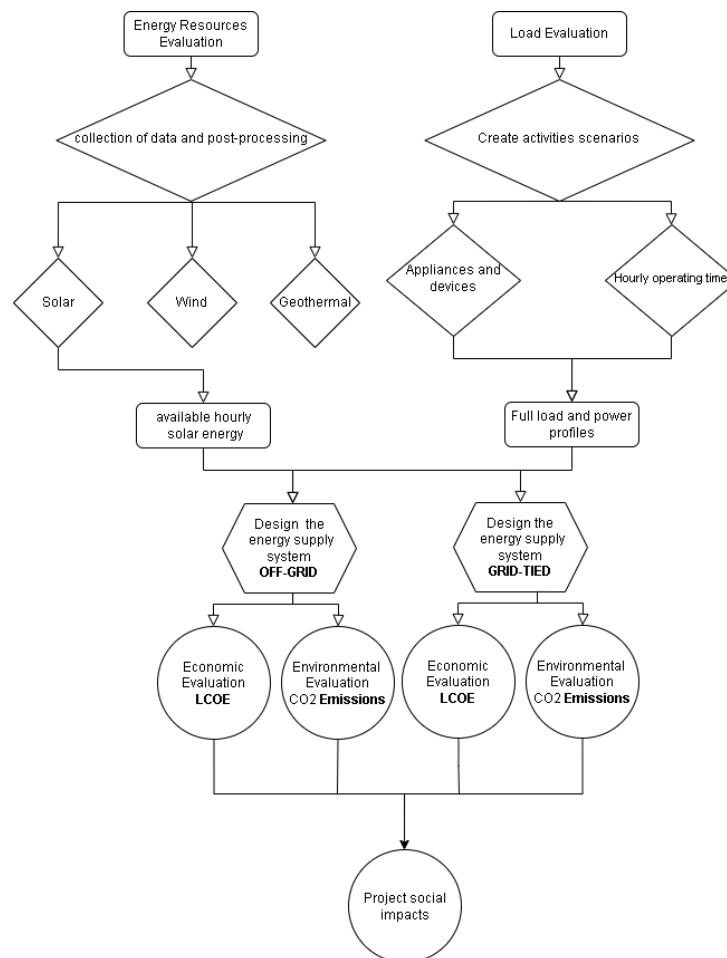 Energy Resources
Evaluation
Load Evaluation
collection of data and post-processing
Create activities scenarios
Solar
Wind
Geothermal
Appliances and
devices
Hourly operating time
available hourly
solar energy
Full load and power
profiles
Design the
energy supply
system
OFF-GRID
Design the
energy supply
system
GRID-TIED
Economic
Evaluation
LCOE
Environmental
Evaluation
CO2 Emissions
Economic
Evaluation
LCOE
Environmental
Evaluation
CO2 Emissions
Project social
impacts